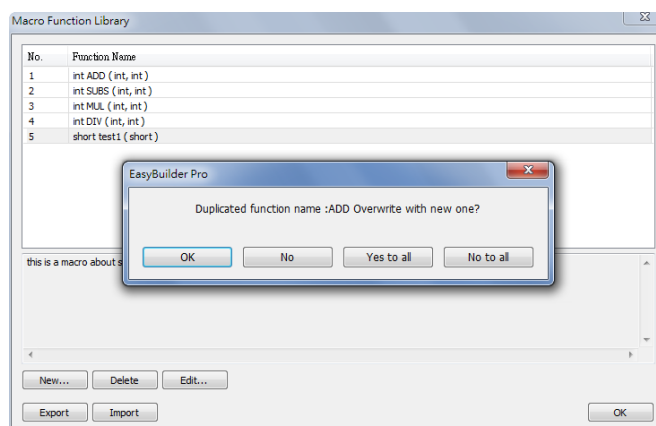 Macro Function Library
No. Function Name
1 int ADD ( int, int )
2 int SUBS ( int, int )
3 int MUL ( int, int )
4 int DIV ( int, int )
5 short test1 ( short )
EasyBuilder Pro
Duplicated function name :ADD Overwrite with new one?
OK No Yes to all No to all
this is a macro about s
New... Delete Edit...
Export Import OK